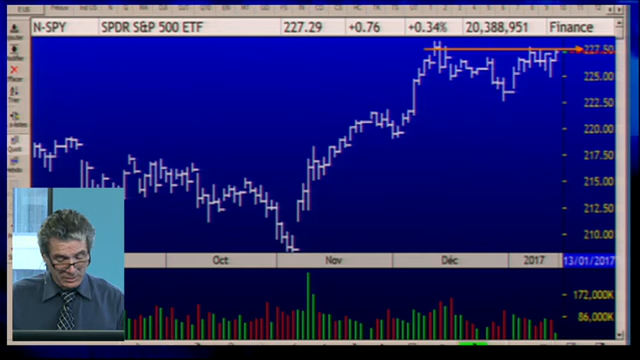 N-SPY SPDR S&P 500 ETF 227.29 +0.76 +0.34% 20,388,951 Finance
227.50
225.00
222.50
220.00
217.50
215.00
212.50
210.00
Oct Nov Déc 2017 13/01/2017
172,000K
86,000K